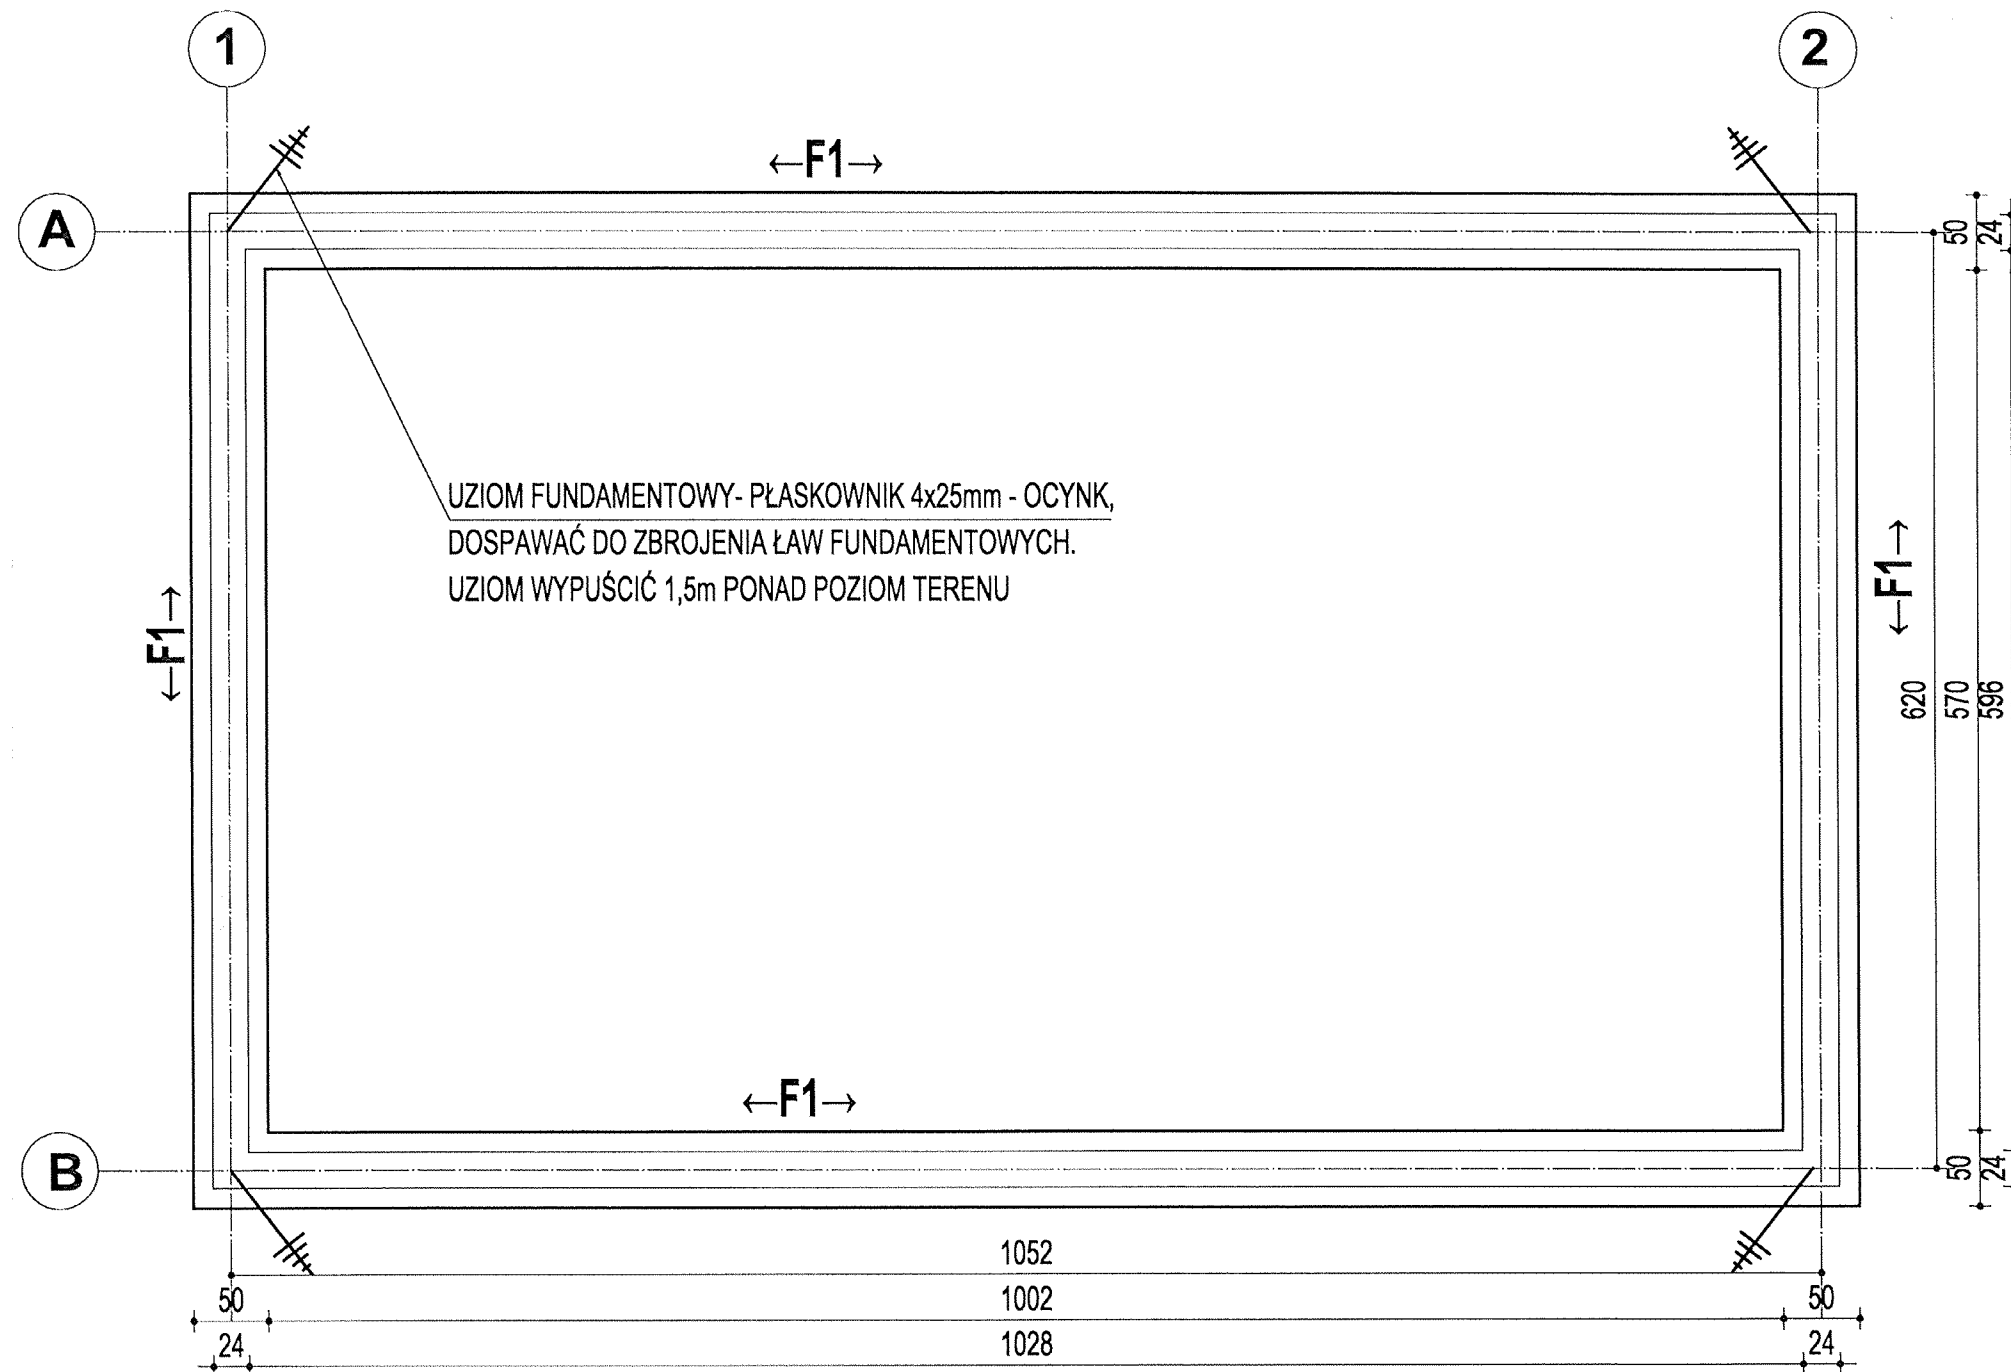 1
2
←F1→
A
50
24
UZIOM FUNDAMENTOWY- PŁASKOWNIK 4x25mm - OCYNK,
DOSPAWAĆ DO ZBROJENIA ŁAW FUNDAMENTOWYCH.
UZIOM WYPUŚCIĆ 1,5m PONAD POZIOM TERENU
←F1→
←F1→
620
570
596
←F1→
B
50
24
1052
50
1002
50
24
1028
24